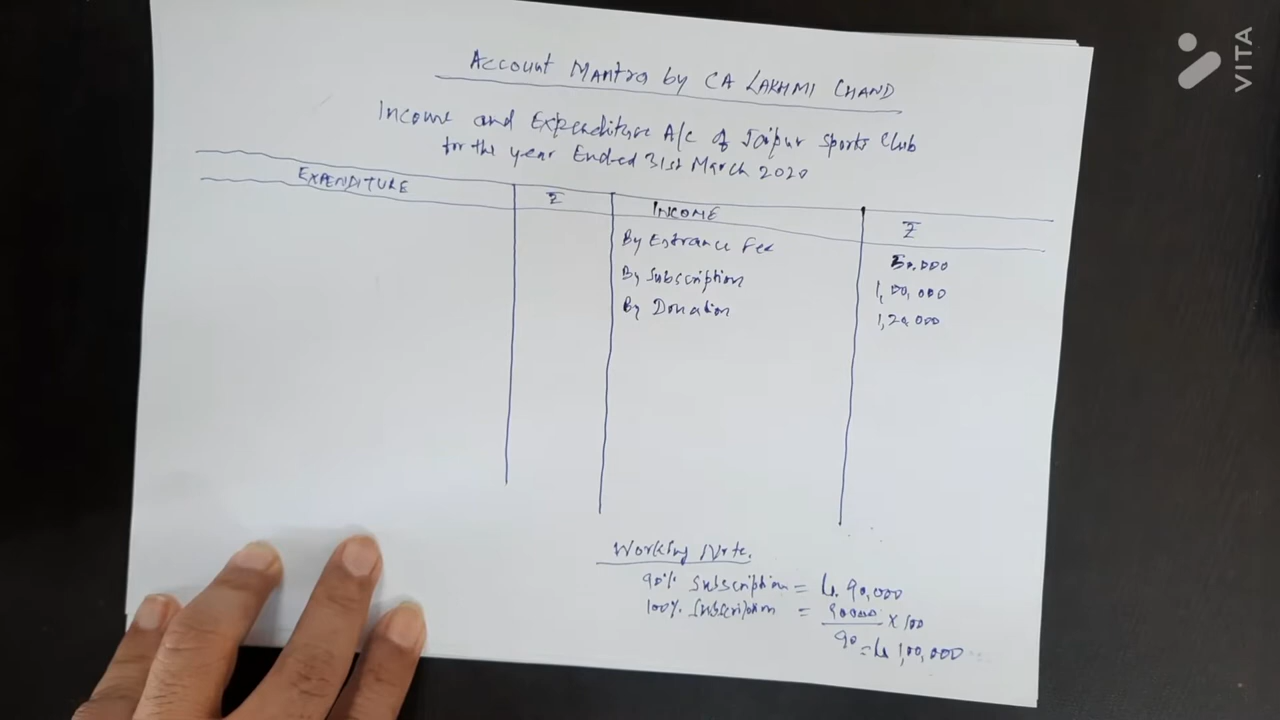 Account Mantra by CA LAKHMI CHAND
Income and Expenditure A/c of Jaipur Sports Club
for the year Ended 31st March 2020
EXPENDITURE ₹ INCOME ₹
By Entrance Fee 50,000
By Subscription 1,00,000
By Donation 1,20,000
Working Note.
90% Subscription = 90,000
100% Subscription = 90000 × 100
90
= 1,00,000
VITA